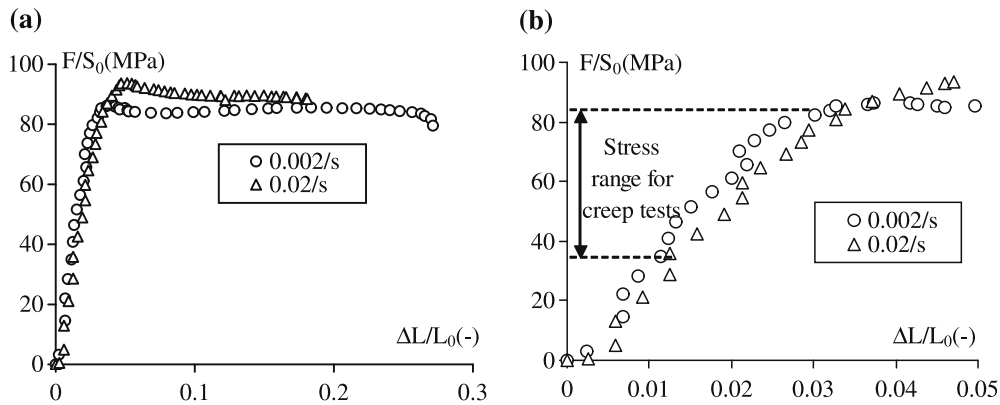 (a)
F/S₀(MPa)
100
80
60
40
20
0
0
0.1
0.2
0.3
ΔL/L₀(-)
0.002/s
0.02/s
(b)
F/S₀(MPa)
100
80
60
40
20
0
0
0.01
0.02
0.03
0.04
0.05
ΔL/L₀(-)
Stress
range for
creep tests
0.002/s
0.02/s